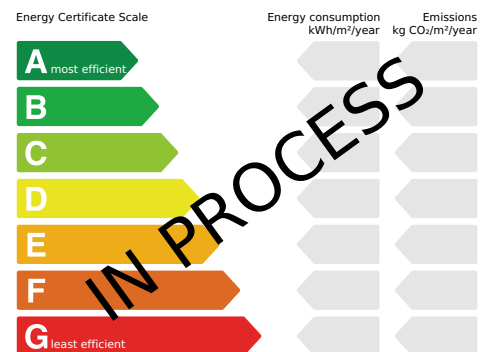 Energy Certificate Scale
Energy consumption
kWh/m²/year
Emissions
kg CO₂/m²/year
A most efficient
B
C
D
E
F
G least efficient
IN PROCESS